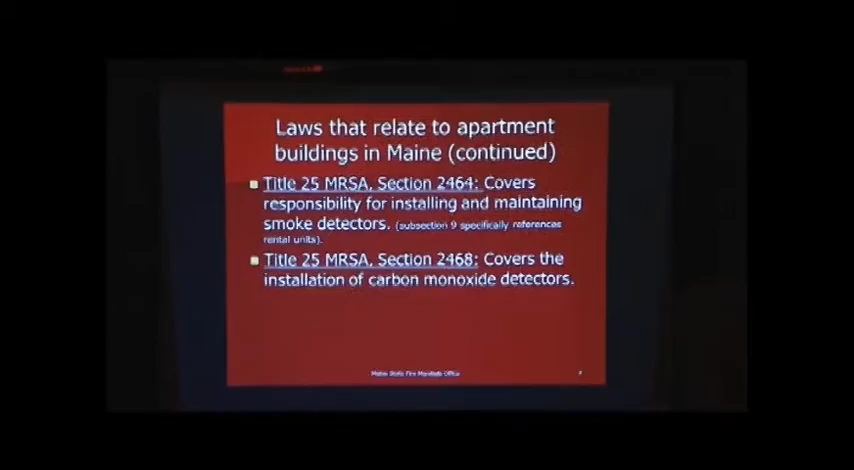 Laws that relate to apartment
buildings in Maine (continued)
Title 25 MRSA, Section 2464: Covers
responsibility for installing and maintaining
smoke detectors. (subsection 9 specifically references
rental units).
Title 25 MRSA, Section 2468: Covers the
installation of carbon monoxide detectors.
Maine State Fire Marshals Office